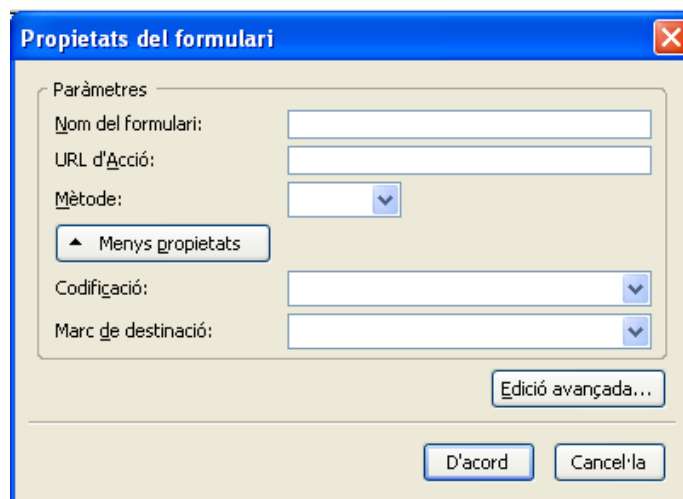 Propietats del formulari
Paràmetres
Nom del formulari:
URL d'Acció:
Mètode:
Menys propietats
Codificació:
Marc de destinació:
Edició avançada...
D'acord
Cancel·la